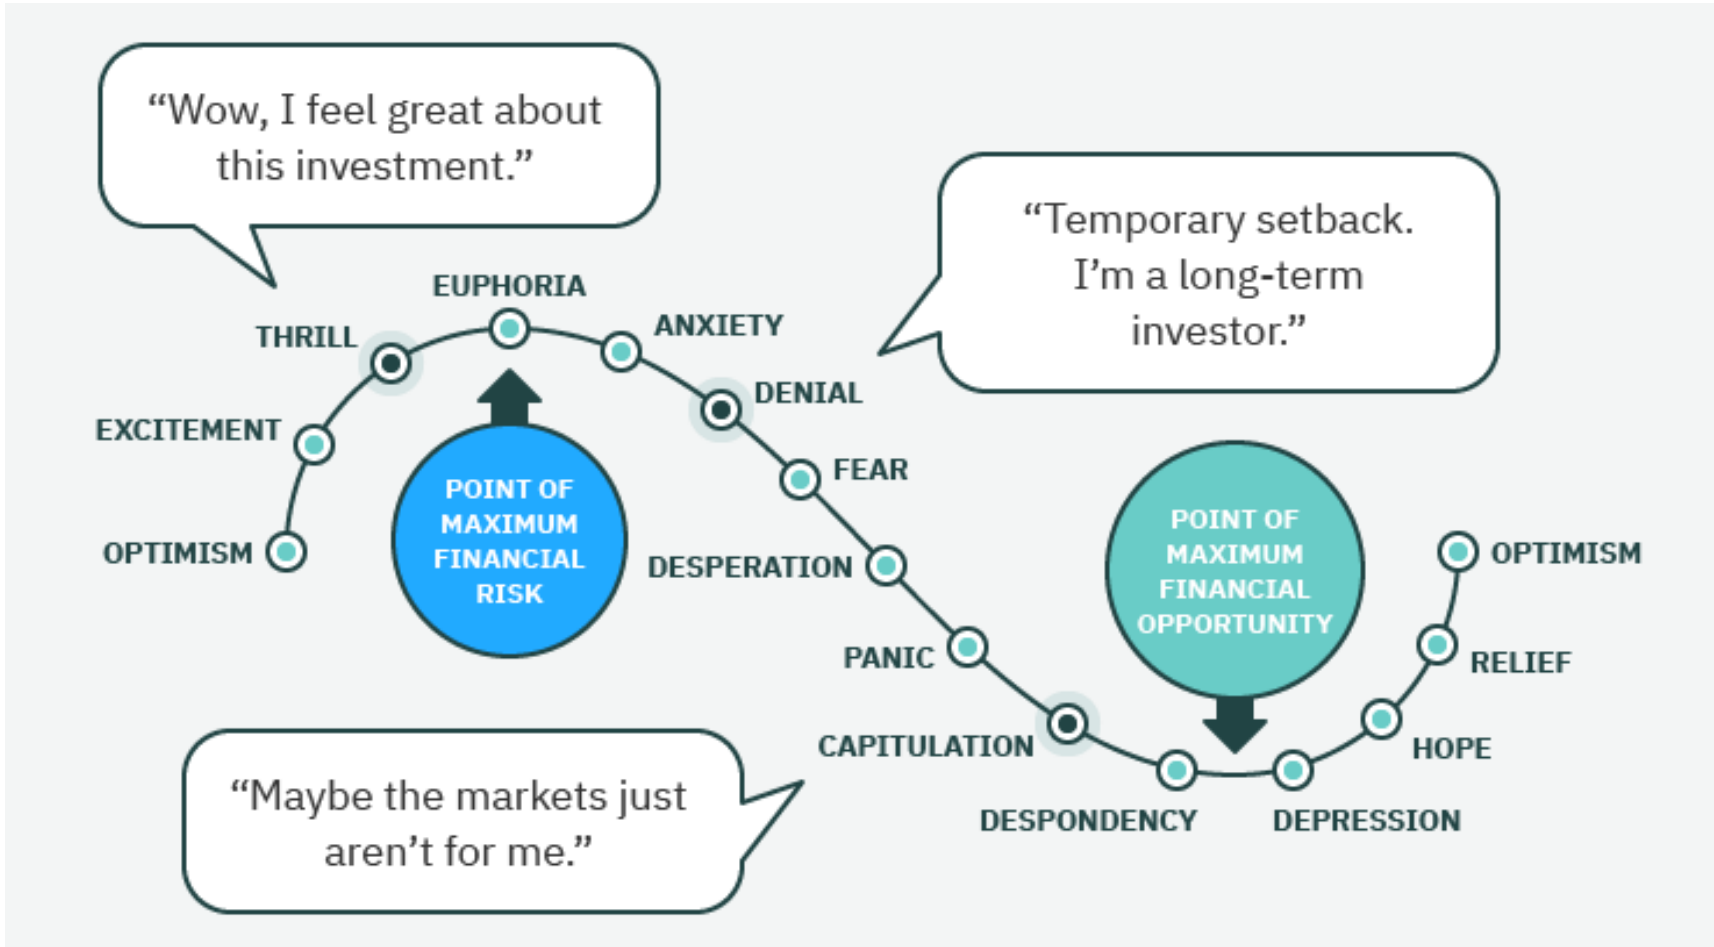 “Wow, I feel great about
this investment.”
“Temporary setback.
I’m a long-term
investor.”
EUPHORIA
THRILL
ANXIETY
EXCITEMENT
DENIAL
OPTIMISM
POINT OF
MAXIMUM
FINANCIAL
RISK
FEAR
DESPERATION
PANIC
CAPITULATION
POINT OF
MAXIMUM
FINANCIAL
OPPORTUNITY
OPTIMISM
RELIEF
HOPE
DESPONDENCY
DEPRESSION
“Maybe the markets just
aren’t for me.”